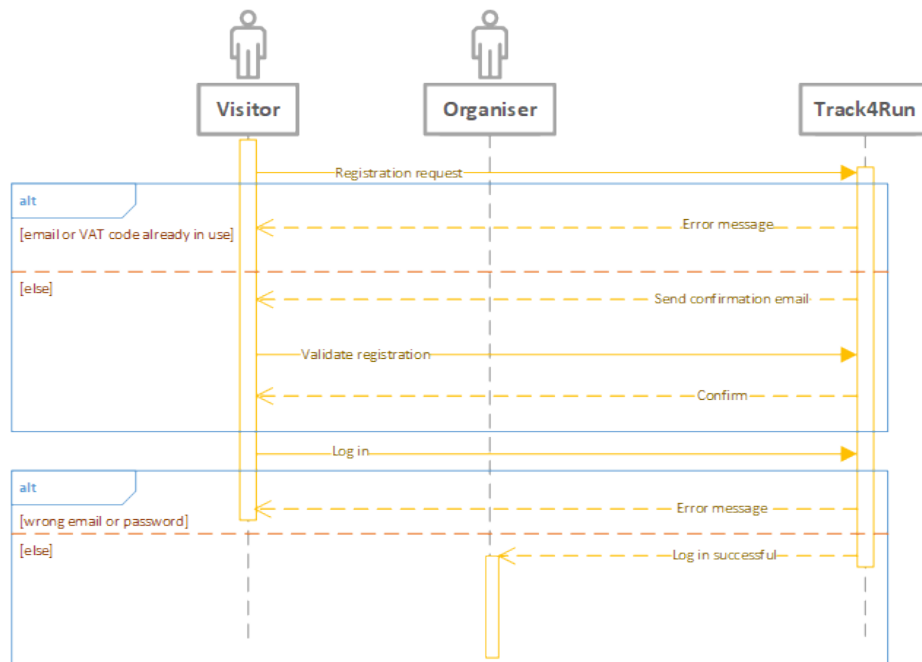 Visitor
Organiser
Track4Run
Registration request
alt
Error message
[email or VAT code already in use]
[else]
Send confirmation email
Validate registration
Confirm
Log in
alt
Error message
[wrong email or password]
[else]
Log in successful